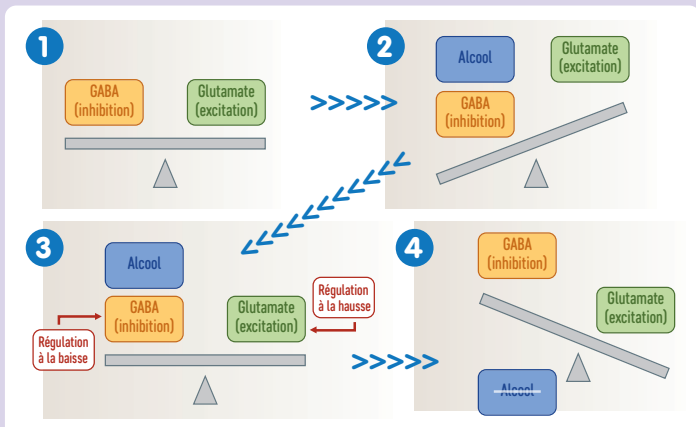 1
GABA
(inhibition)
Glutamate
(excitation)
>>>>>
2
Alcool
GABA
(inhibition)
Glutamate
(excitation)
3
Alcool
GABA
(inhibition)
Régulation
à la baisse
Glutamate
(excitation)
Régulation
à la hausse
>>>>>
4
GABA
(inhibition)
Glutamate
(excitation)
Alcool